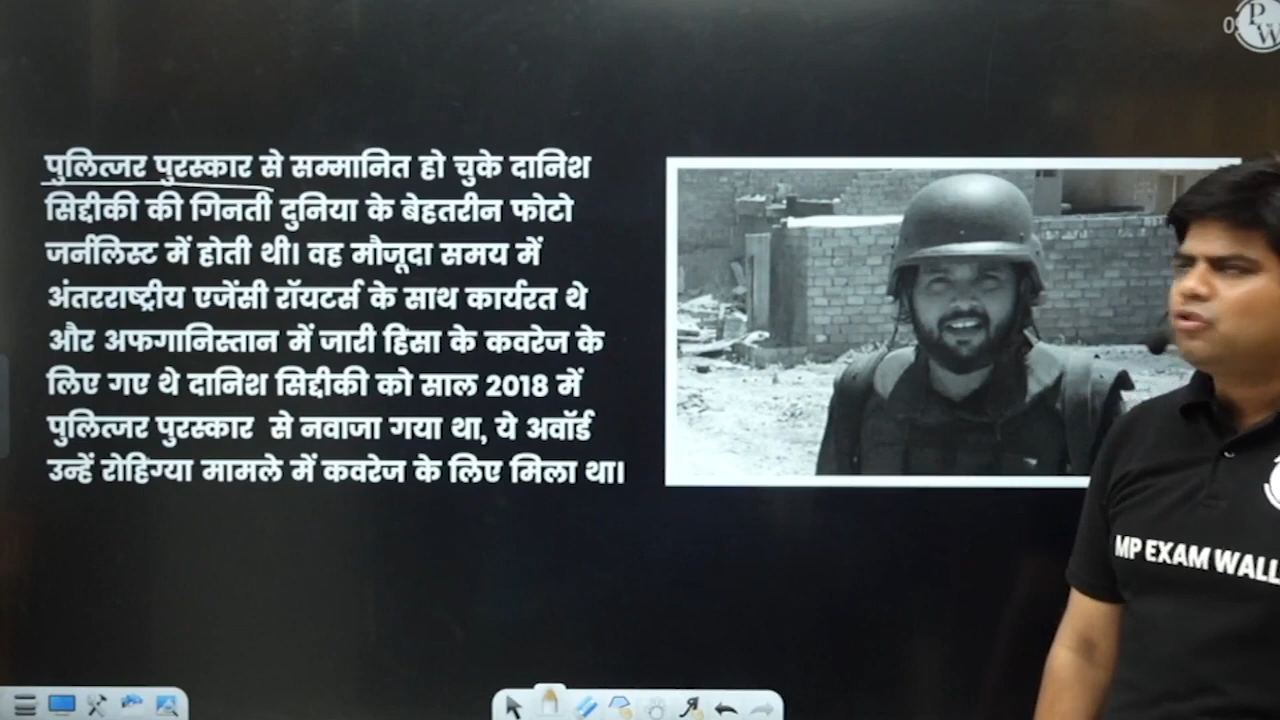 पुलित्जर पुरस्कार से सम्मानित हो चुके दानिश
सिद्दीकी की गिनती दुनिया के बेहतरीन फोटो
जर्नलिस्ट में होती थी। वह मौजूदा समय में
अंतरराष्ट्रीय एजेंसी रॉयटर्स के साथ कार्यरत थे
और अफगानिस्तान में जारी हिंसा के कवरेज के
लिए गए थे दानिश सिद्दीकी को साल 2018 में
पुलित्जर पुरस्कार से नवाजा गया था, ये अवॉर्ड
उन्हें रोहिंग्या मामले में कवरेज के लिए मिला था।
PW
MP EXAM WALL